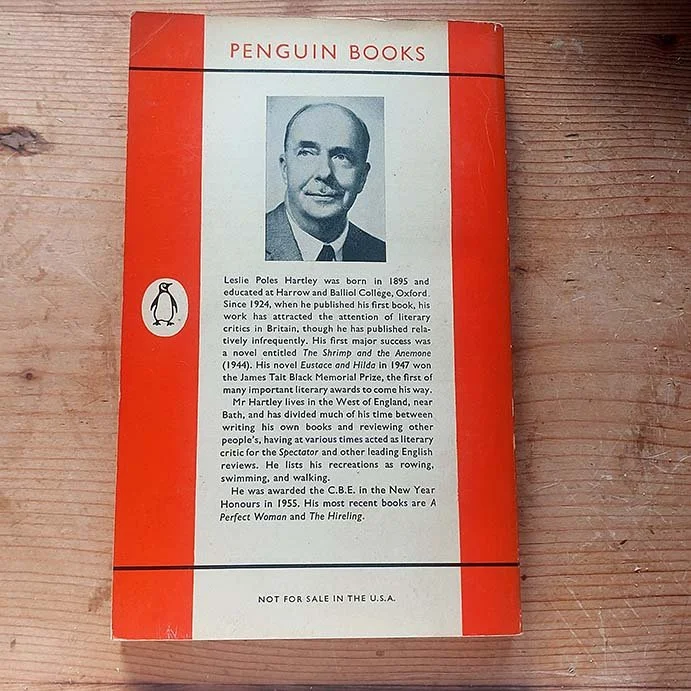 PENGUIN BOOKS
Leslie Poles Hartley was born in 1895 and
educated at Harrow and Balliol College, Oxford.
Since 1924, when he published his first book, his
work has attracted the attention of literary
critics in Britain, though he has published rela-
tively infrequently. His first major success was
a novel entitled The Shrimp and the Anemone
(1944). His novel Eustace and Hilda in 1947 won
the James Tait Black Memorial Prize, the first of
many important literary awards to come his way.
Mr Hartley lives in the West of England, near
Bath, and has divided much of his time between
writing his own books and reviewing other
people's, having at various times acted as literary
critic for the Spectator and other leading English
reviews. He lists his recreations as rowing,
swimming, and walking.
He was awarded the C.B.E. in the New Year
Honours in 1955. His most recent books are A
Perfect Woman and The Hireling.
NOT FOR SALE IN THE U.S.A.